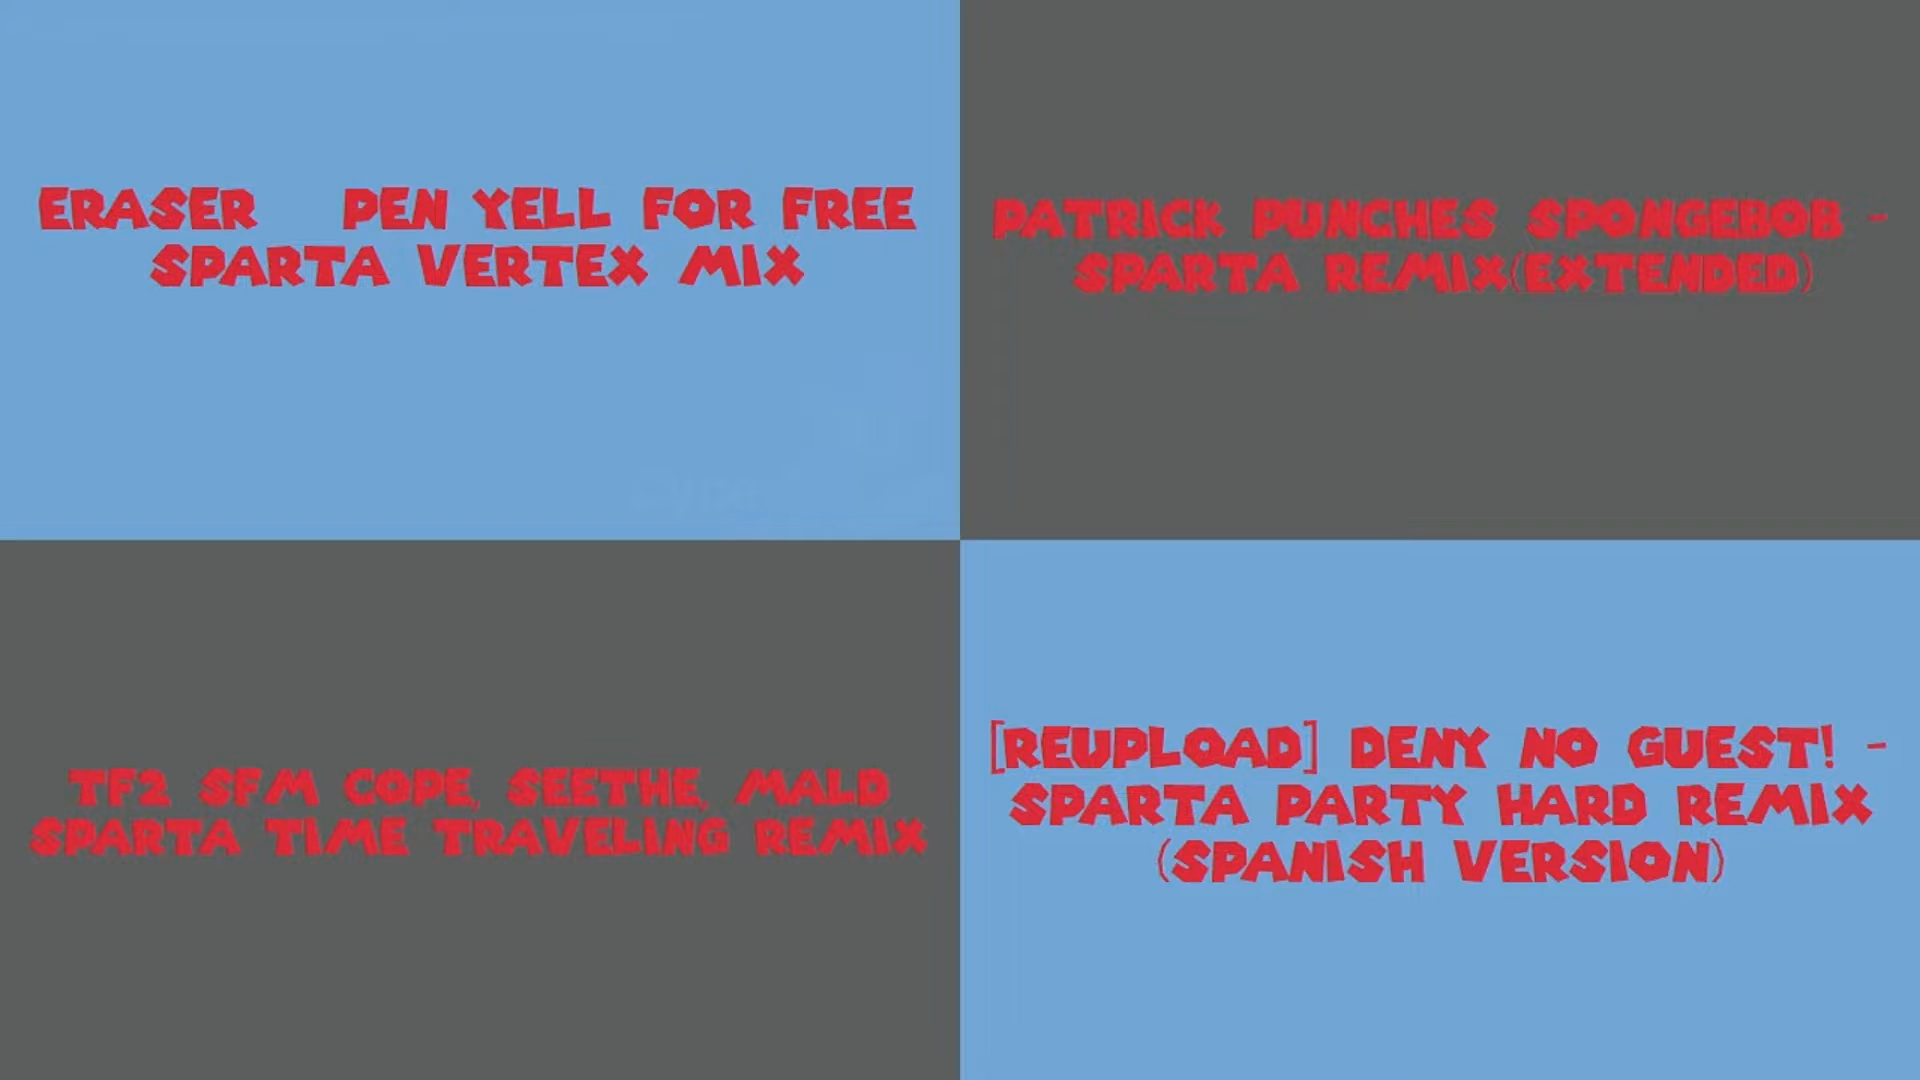 ERASER   PEN YELL FOR FREE
SPARTA VERTEX MIX
PATRICK PUNCHES SPONGEBOB -
SPARTA REMIX(EXTENDED)
TF2 SFM COPE, SEETHE, MALD
SPARTA TIME TRAVELING REMIX
[REUPLOAD] DENY NO GUEST! -
SPARTA PARTY HARD REMIX
(SPANISH VERSION)